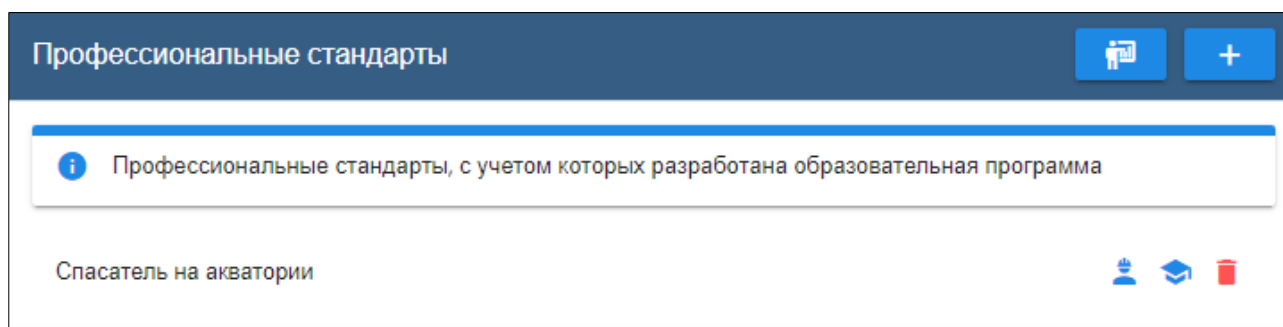 Профессиональные стандарты
Профессиональные стандарты, с учетом которых разработана образовательная программа
Спасатель на акватории